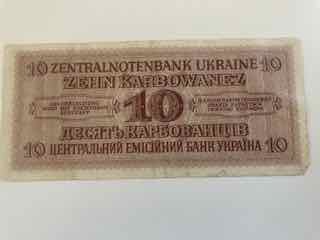 10 ZENTRALNOTENBANK UKRAINE 10
ZEHN KARBOWANEZ
10
ДЕСЯТЬ КАРБОВАНЦІВ
10 ЦЕНТРАЛЬНИЙ ЕМІСІЙНИЙ БАНК УКРАЇНА 10